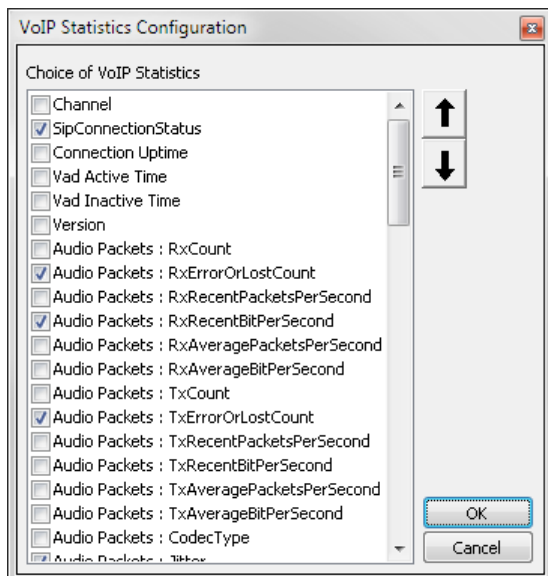 VoIP Statistics Configuration
Choice of VoIP Statistics
Channel
SipConnectionStatus
Connection Uptime
Vad Active Time
Vad Inactive Time
Version
Audio Packets : RxCount
Audio Packets : RxErrorOrLostCount
Audio Packets : RxRecentPacketsPerSecond
Audio Packets : RxRecentBitPerSecond
Audio Packets : RxAveragePacketsPerSecond
Audio Packets : RxAverageBitPerSecond
Audio Packets : TxCount
Audio Packets : TxErrorOrLostCount
Audio Packets : TxRecentPacketsPerSecond
Audio Packets : TxRecentBitPerSecond
Audio Packets : TxAveragePacketsPerSecond
Audio Packets : TxAverageBitPerSecond
Audio Packets : CodecType
Audio Packets : Jitter
OK
Cancel